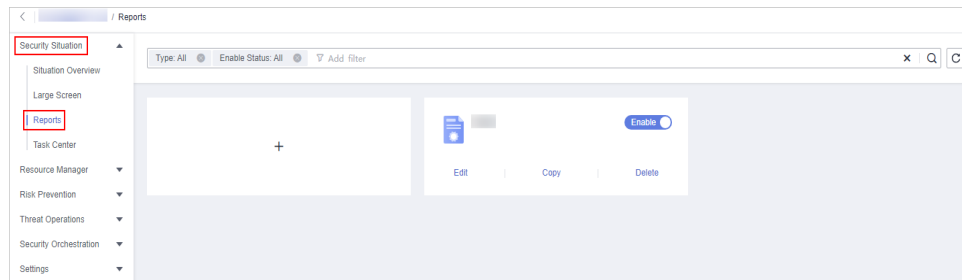 / Reports
Security Situation
Situation Overview
Large Screen
Reports
Task Center
Resource Manager
Risk Prevention
Threat Operations
Security Orchestration
Settings
Type: All Enable Status: All Add filter
Enable
+
Edit Copy Delete